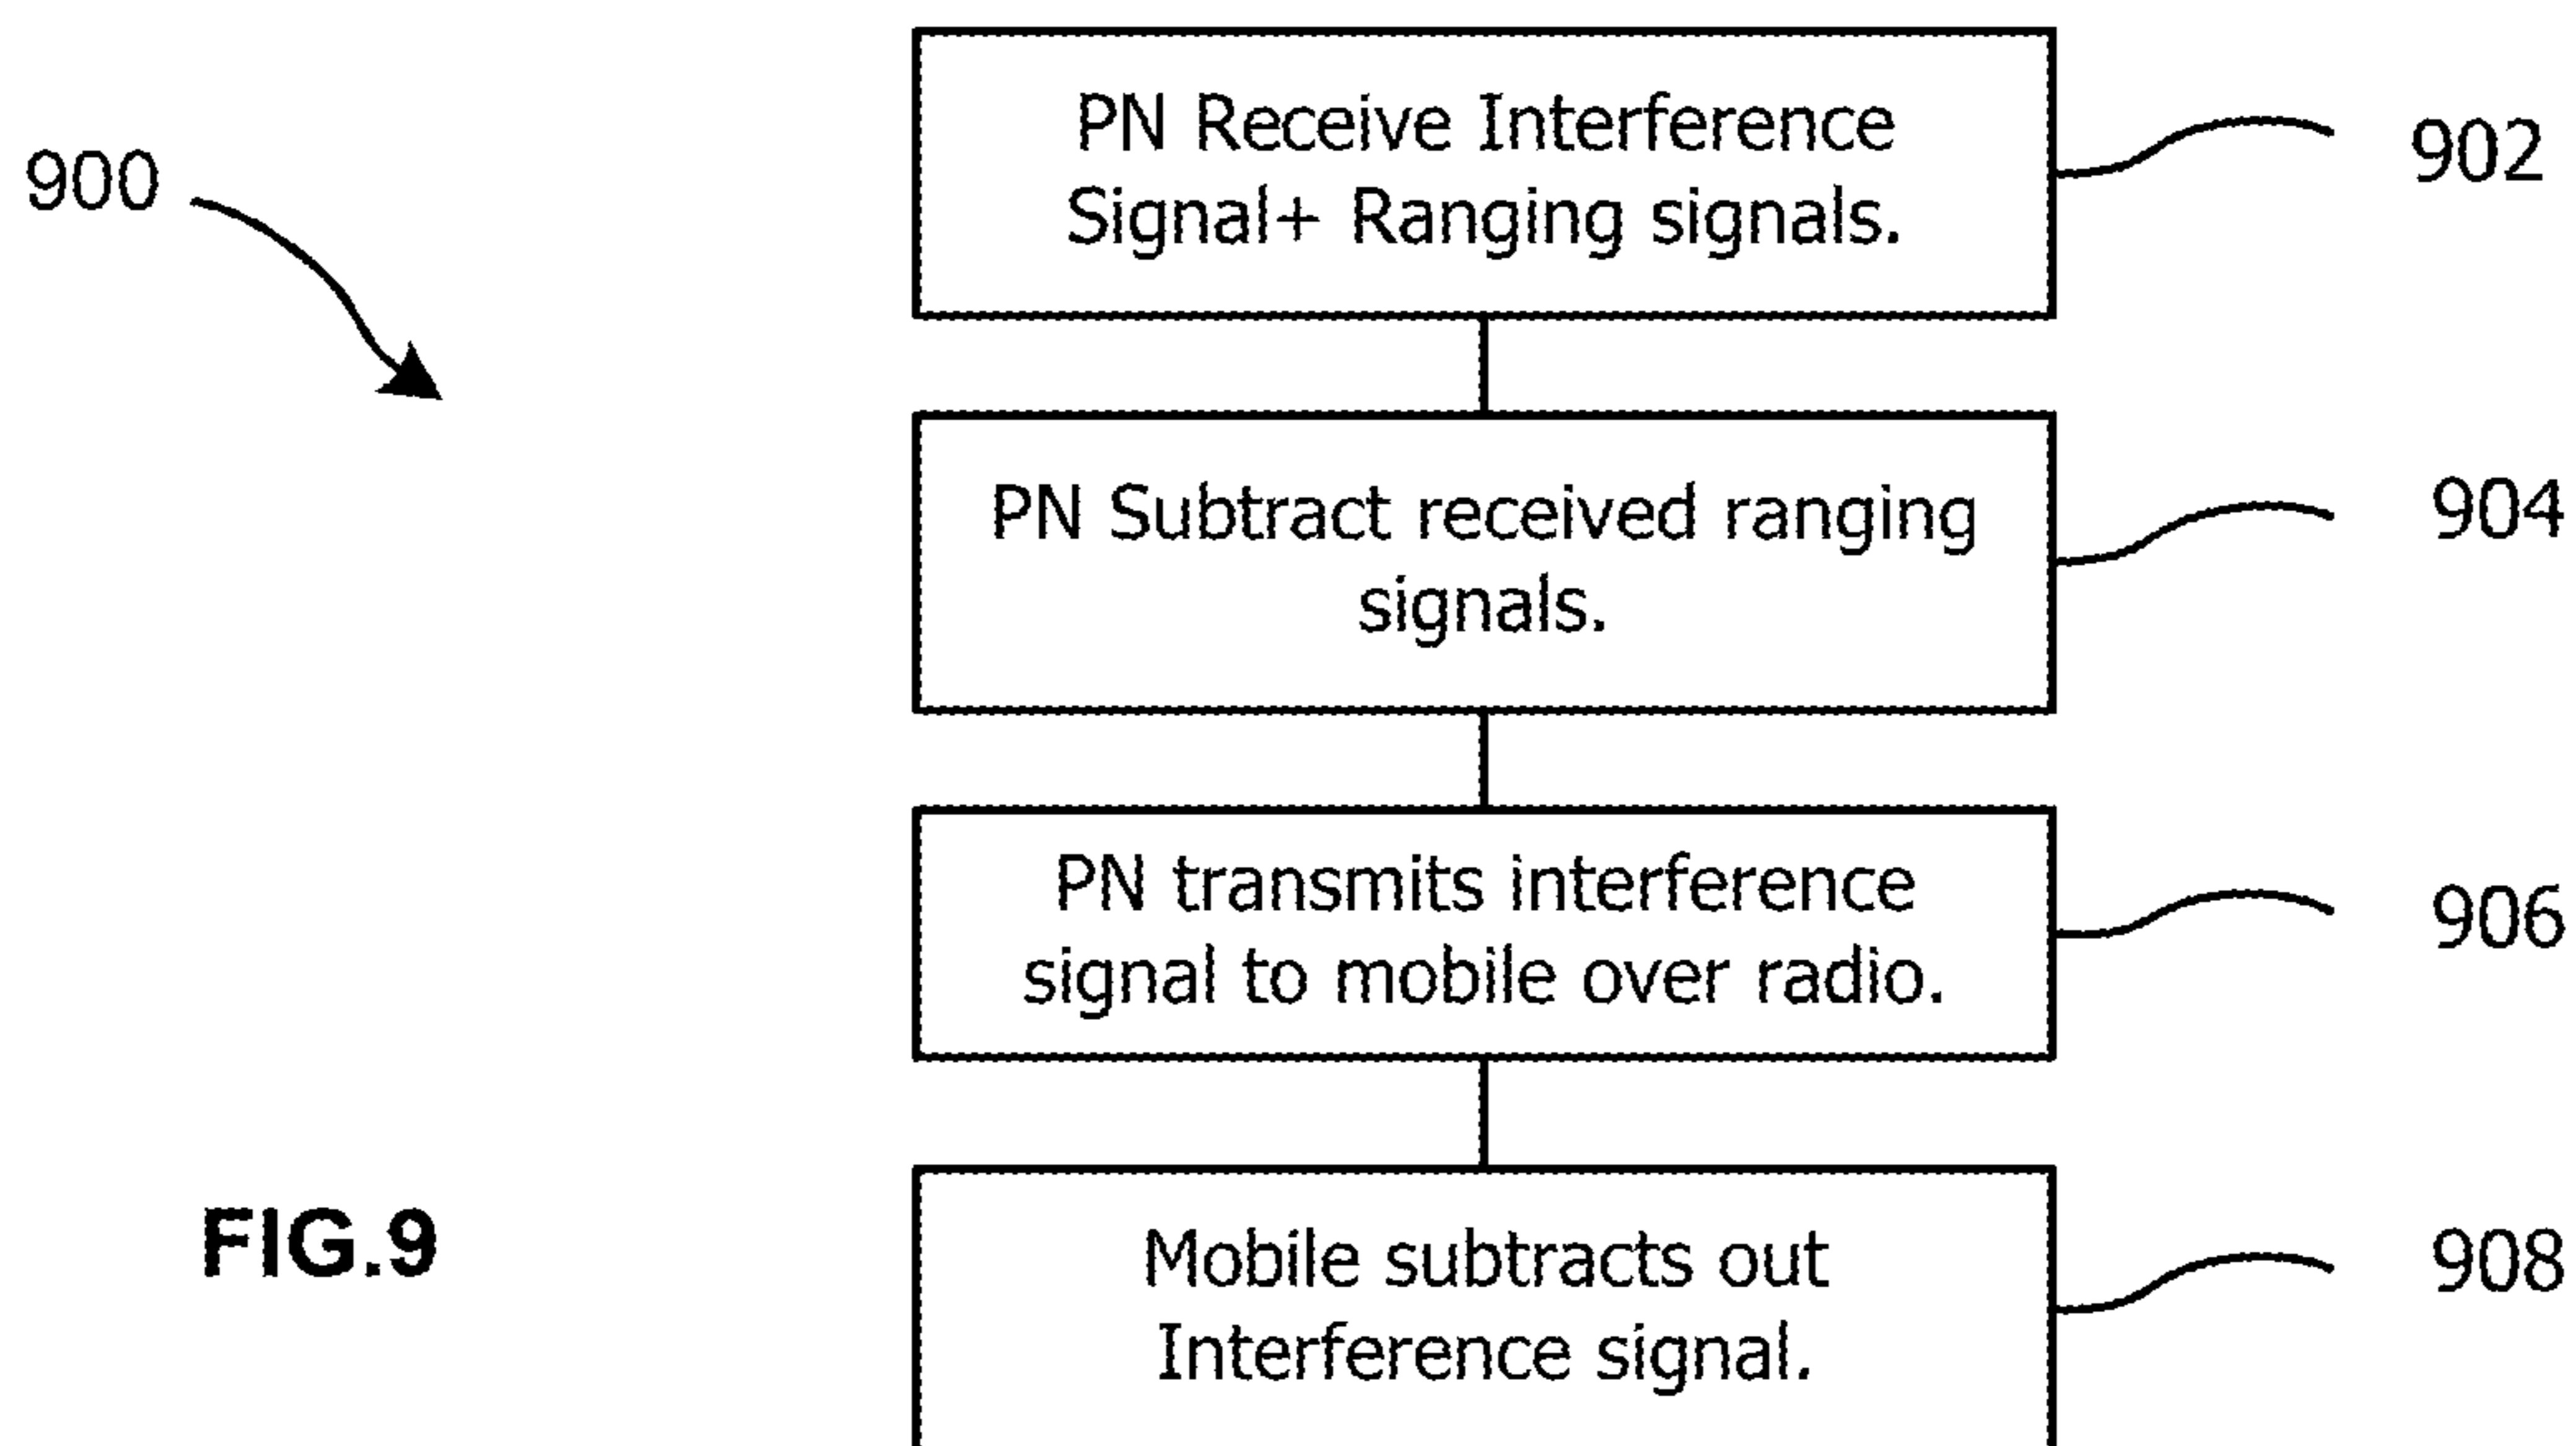 900
PN Receive Interference
Signal+ Ranging signals.
902
PN Subtract received ranging
signals.
904
PN transmits interference
signal to mobile over radio.
906
Mobile subtracts out
Interference signal.
908
FIG.9